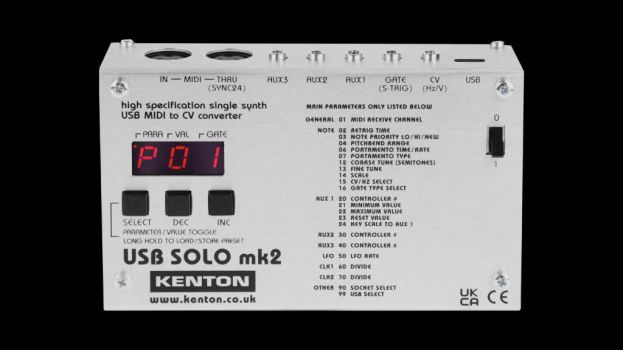 IN — MIDI — THRU
(SYNC24)
AUX3
AUX2
AUX1
GATE
(S-TRIG)
CV
(Hz/V)
USB
high specification single synth
USB MIDI to CV converter
PARA
VAL
GATE
P01
SELECT
DEC
INC
PARAMETER/VALUE TOGGLE
LONG HOLD TO LOAD/STORE PRESET
USB SOLO mk2
KENTON
www.kenton.co.uk
MAIN PARAMETERS ONLY LISTED BELOW
GENERAL 01 MIDI RECEIVE CHANNEL
NOTE 02 RETRIG TIME
03 NOTE PRIORITY LO/HI/NEW
04 PITCHBEND RANGE
06 PORTAMENTO TIME/RATE
07 PORTAMENTO TYPE
12 COARSE TUNE (SEMITONES)
13 FINE TUNE
14 SCALE
15 CV/HZ SELECT
16 GATE TYPE SELECT
AUX 1 20 CONTROLLER #
21 MINIMUM VALUE
22 MAXIMUM VALUE
23 RESET VALUE
24 KEY SCALE TO AUX 1
AUX2 30 CONTROLLER #
AUX3 40 CONTROLLER #
LFO 50 LFO RATE
CLK1 60 DIVIDE
CLK2 70 DIVIDE
OTHER 90 SOCKET SELECT
99 USB SELECT
0
1
UK
CA CE